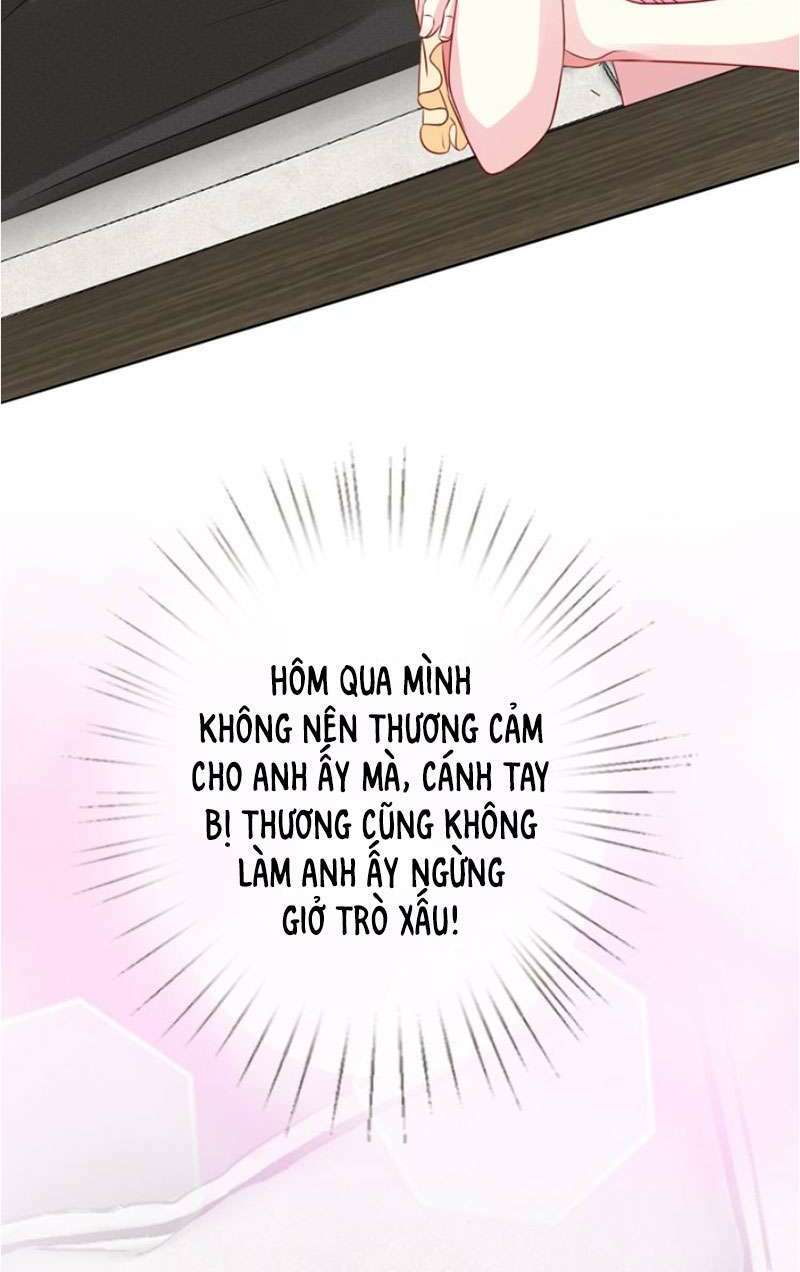 HÔM QUA MÌNH
KHÔNG NÊN THƯƠNG CẢM
CHO ANH ẤY MÀ, CÁNH TAY
BỊ THƯƠNG CŨNG KHÔNG
LÀM ANH ẤY NGỪNG
GIỞ TRÒ XẤU!